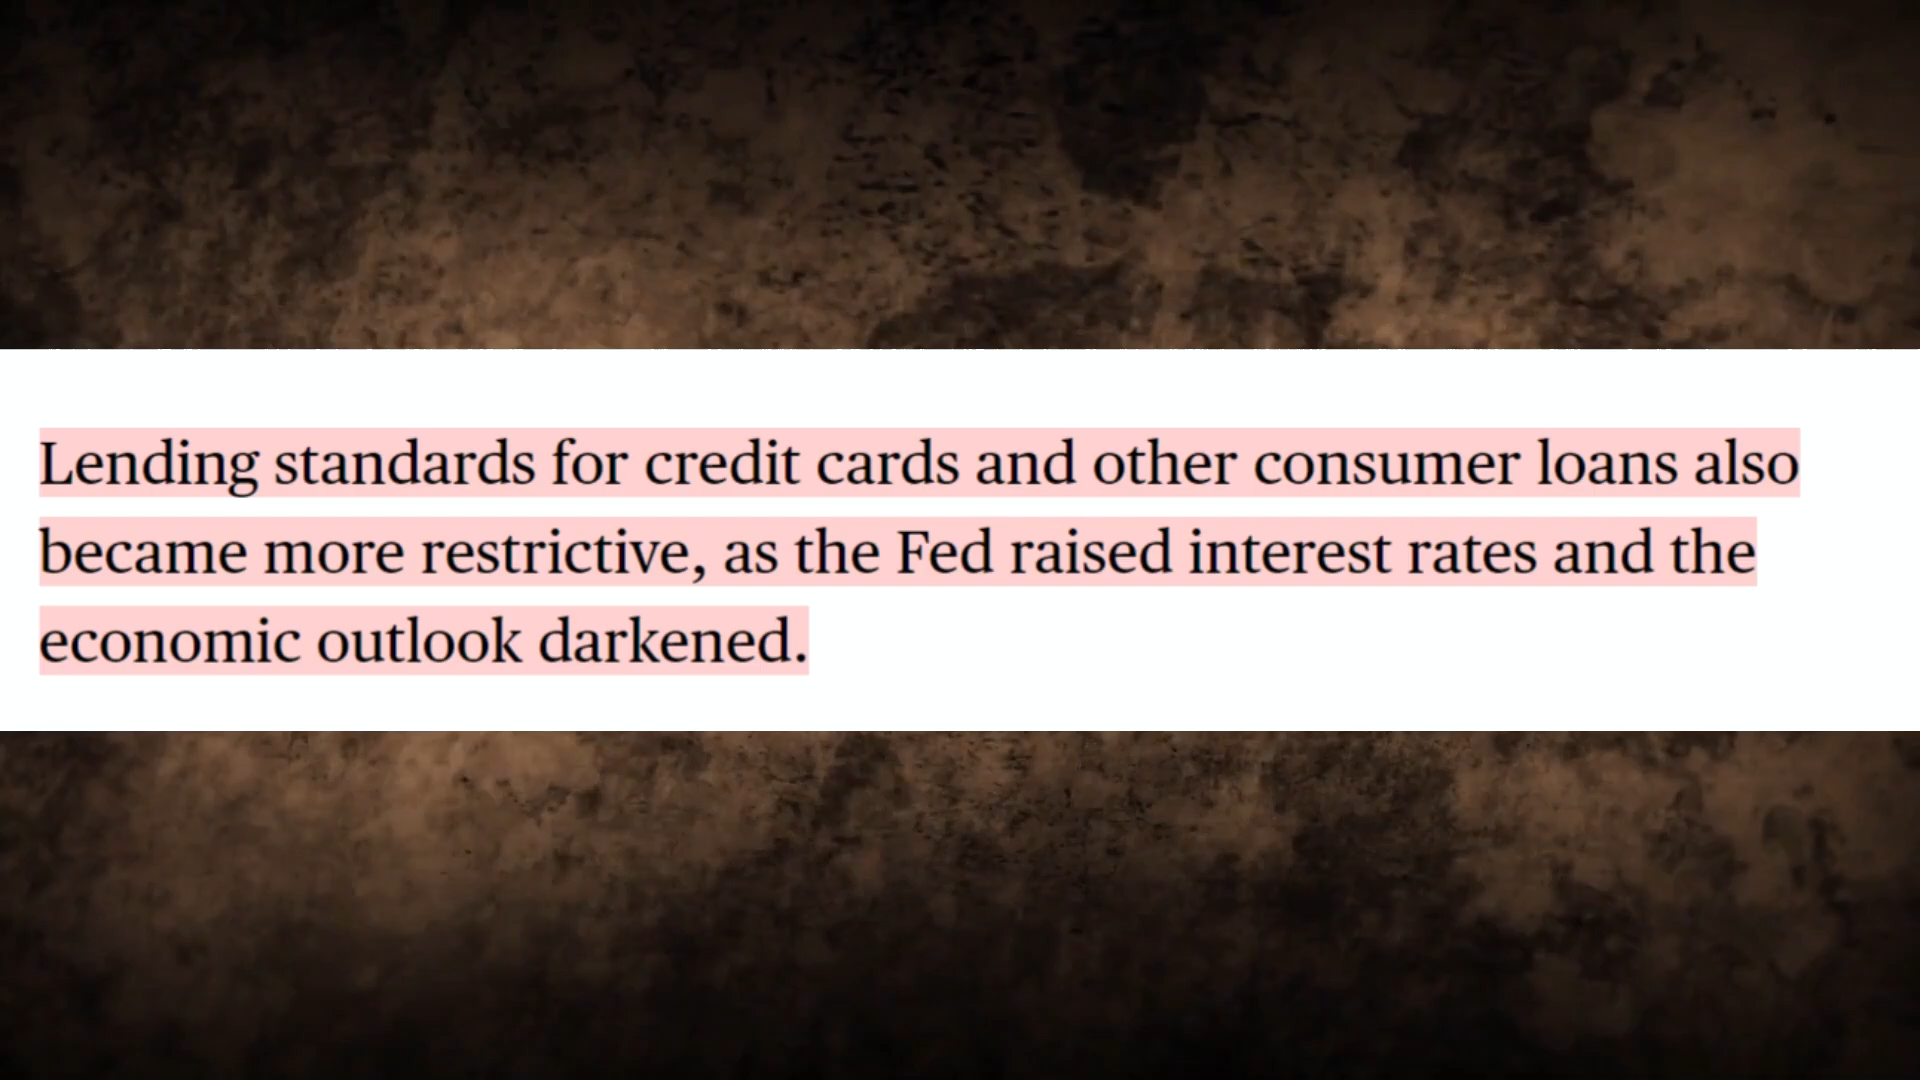 Lending standards for credit cards and other consumer loans also
became more restrictive, as the Fed raised interest rates and the
economic outlook darkened.